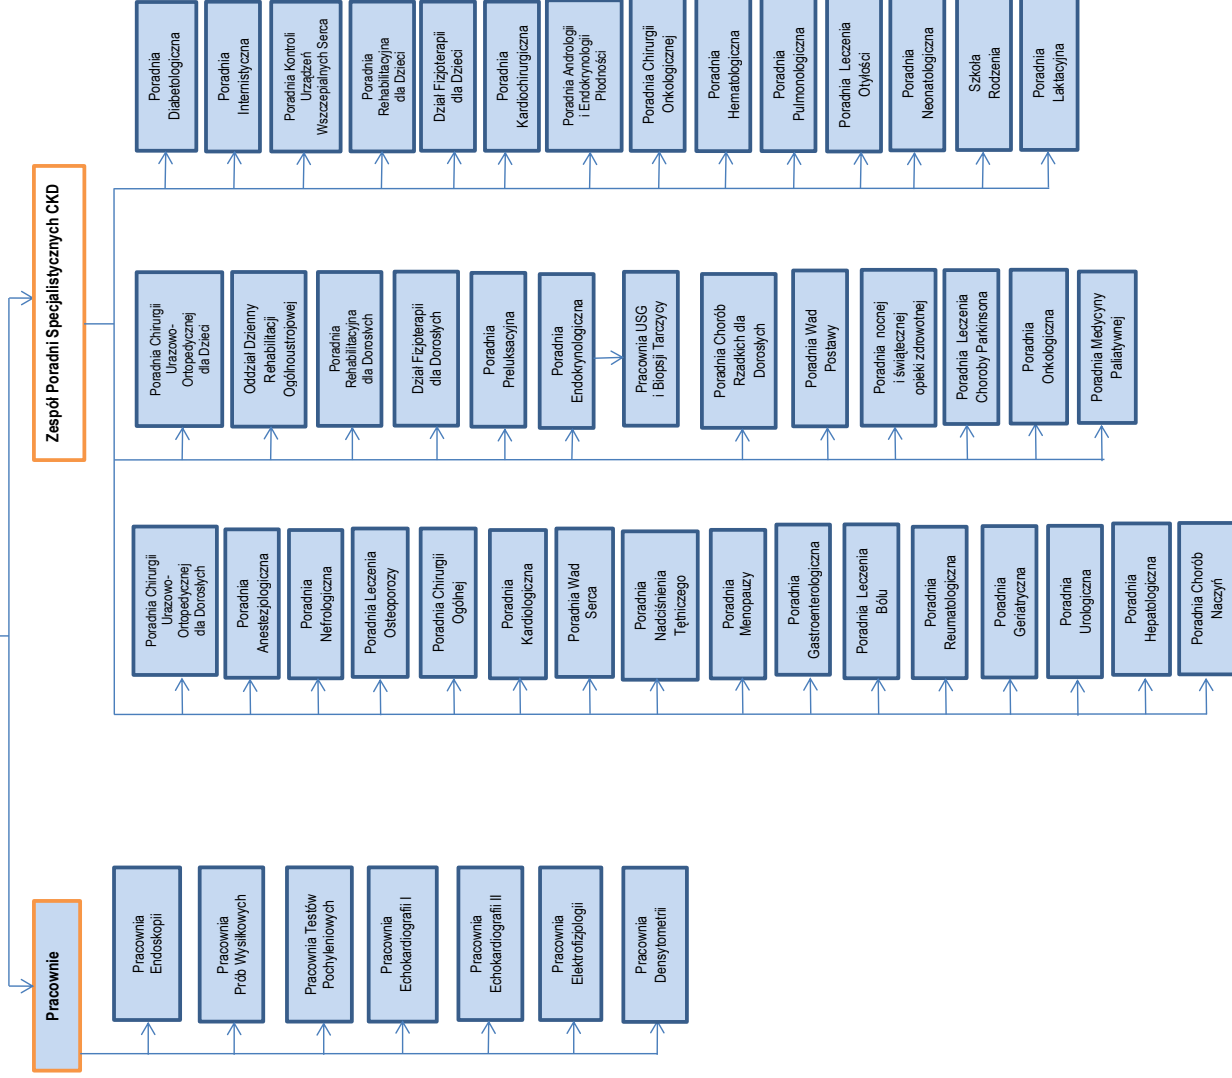 Pracownie
Pracownia
Endoskopii
Pracownia
Prób Wysiłkowych
Pracownia Testów
Pochyleniowych
Pracownia
Echokardiografii I
Pracownia
Echokardiografii II
Pracownia
Elektrofizjologii
Pracownia
Densytometrii
Zespół Poradni Specjalistycznych CKD
Poradnia Chirurgii
Urazowo-
Ortopedycznej
dla Dorosłych
Poradnia
Anestezjologiczna
Poradnia
Nefrologiczna
Poradnia Leczenia
Osteoporozy
Poradnia Chirurgii
Ogólnej
Poradnia
Kardiologiczna
Poradnia Wad
Serca
Poradnia
Nadciśnienia
Tętniczego
Poradnia
Menopauzy
Poradnia
Gastroenterologiczna
Poradnia Leczenia
Bólu
Poradnia
Reumatologiczna
Poradnia
Geriatryczna
Poradnia
Urologiczna
Poradnia
Hepatologiczna
Poradnia Chorób
Naczyń
Poradnia Chirurgii
Urazowo-
Ortopedycznej
dla Dzieci
Oddział Dzienny
Rehabilitacji
Ogólnoustrojowej
Poradnia
Rehabilitacyjna
dla Dorosłych
Dział Fizjoterapii
dla Dorosłych
Poradnia
Preluksacyjna
Poradnia
Endokrynologiczna
Pracownia USG
i Biopsji Tarczycy
Poradnia Chorób
Rzadkich dla
Dorosłych
Poradnia Wad
Postawy
Poradnia nocnej
i świątecznej
opieki zdrowotnej
Poradnia Leczenia
Choroby Parkinsona
Poradnia
Onkologiczna
Poradnia Medycyny
Paliatywnej
Poradnia
Diabetologiczna
Poradnia
Internistyczna
Poradnia Kontroli
Urządzeń
Wszczepialnych Serca
Poradnia
Rehabilitacyjna
dla Dzieci
Dział Fizjoterapii
dla Dzieci
Poradnia
Kardiochirurgiczna
Poradnia Andrologii
i Endokrynologii
Płodności
Poradnia Chirurgii
Onkologicznej
Poradnia
Hematologiczna
Poradnia
Pulmonologiczna
Poradnia Leczenia
Otyłości
Poradnia
Neonatologiczna
Szkoła
Rodzenia
Poradnia
Laktacyjna